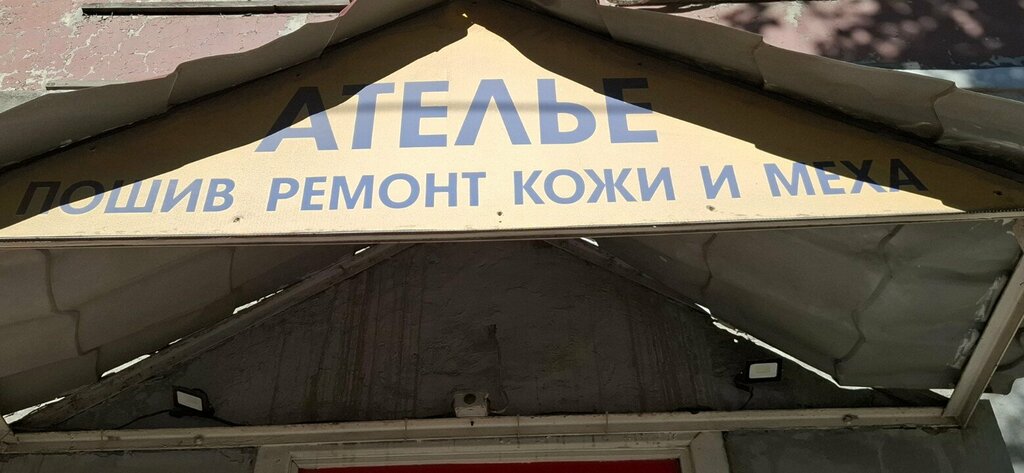 АТЕЛЬЕ
ПОШИВ РЕМОНТ КОЖИ И МЕХА